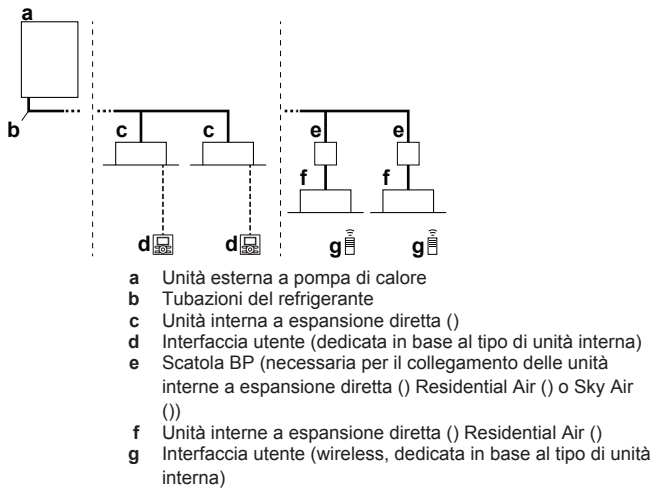 a
b
c c e e
f f
d d g g
a Unità esterna a pompa di calore
b Tubazioni del refrigerante
c Unità interna a espansione diretta ()
d Interfaccia utente (dedicata in base al tipo di unità interna)
e Scatola BP (necessaria per il collegamento delle unità
interne a espansione diretta () Residential Air () o Sky Air
())
f Unità interne a espansione diretta () Residential Air ()
g Interfaccia utente (wireless, dedicata in base al tipo di unità
interna)